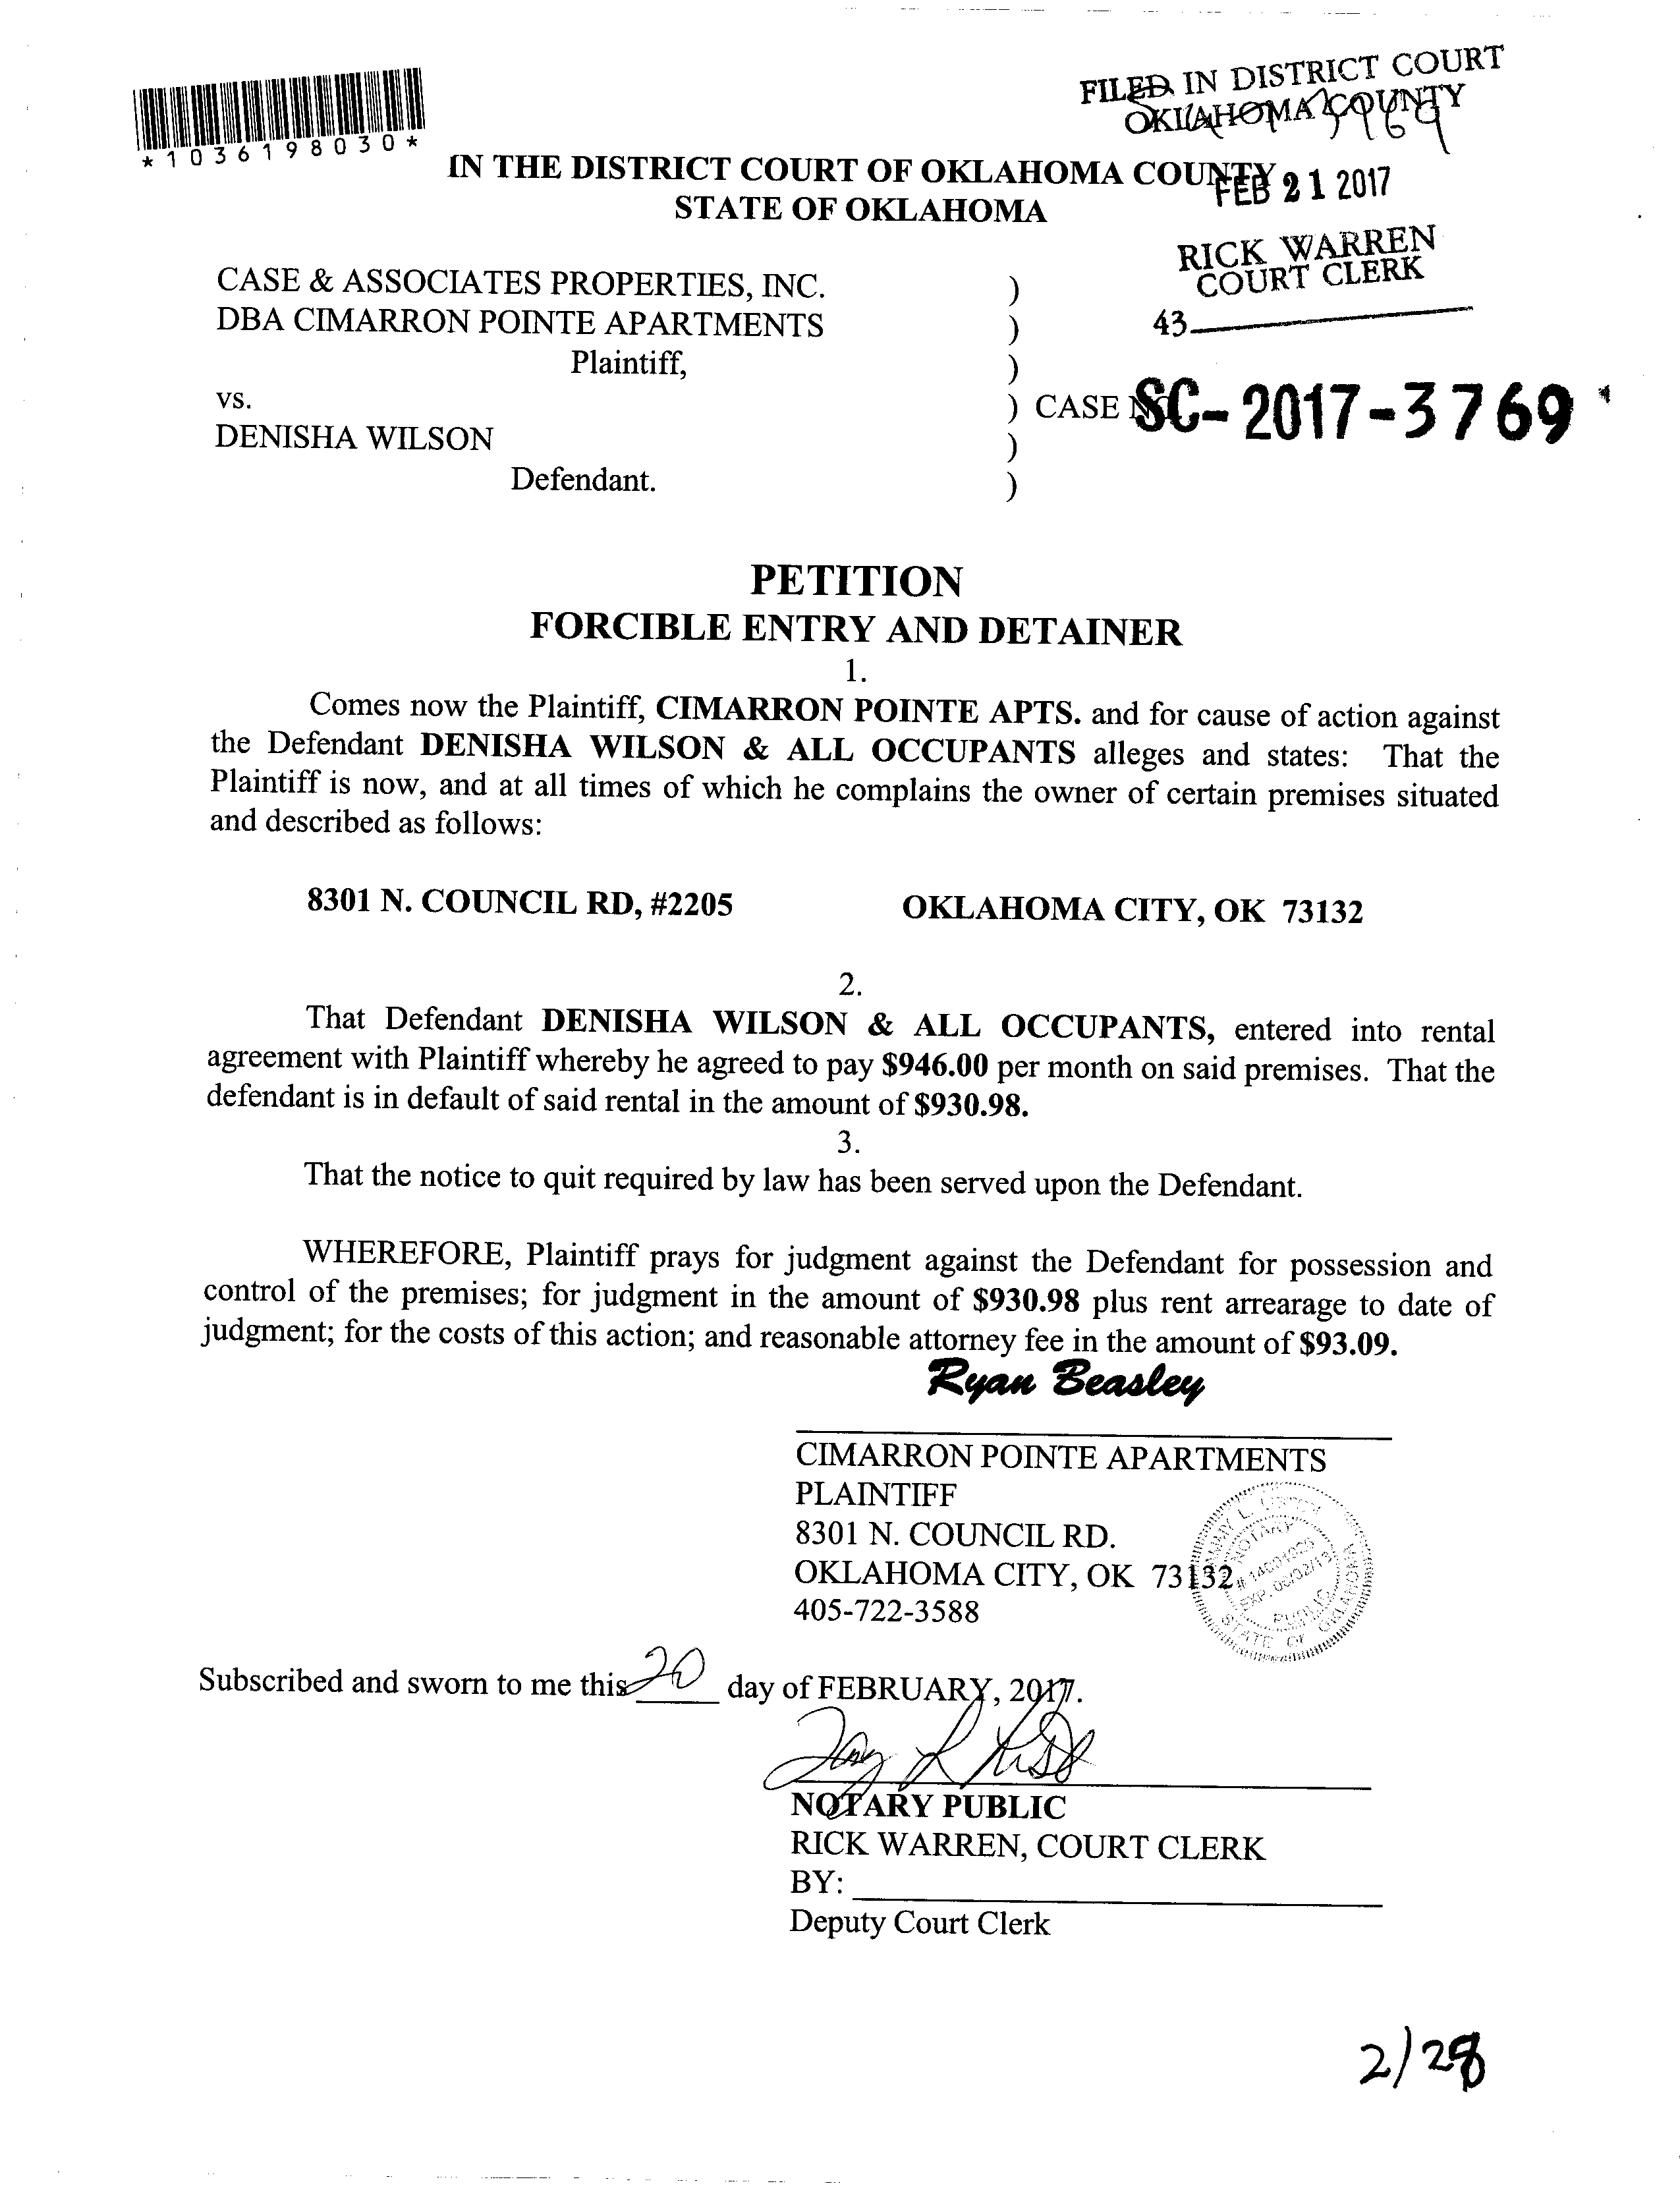 *1036198030*
FILED IN DISTRICT COURT
OKLAHOMA COUNTY
IN THE DISTRICT COURT OF OKLAHOMA COUNTY
FEB 21 2017
STATE OF OKLAHOMA
RICK WARREN
COURT CLERK
43
CASE & ASSOCIATES PROPERTIES, INC. )
DBA CIMARRON POINTE APARTMENTS )
Plaintiff, )
vs. ) CASE NO. SC-2017-3769
DENISHA WILSON )
Defendant. )
PETITION
FORCIBLE ENTRY AND DETAINER
1.
Comes now the Plaintiff, CIMARRON POINTE APTS. and for cause of action against
the Defendant DENISHA WILSON & ALL OCCUPANTS alleges and states: That the
Plaintiff is now, and at all times of which he complains the owner of certain premises situated
and described as follows:
8301 N. COUNCIL RD, #2205 OKLAHOMA CITY, OK 73132
2.
That Defendant DENISHA WILSON & ALL OCCUPANTS, entered into rental
agreement with Plaintiff whereby he agreed to pay $946.00 per month on said premises. That the
defendant is in default of said rental in the amount of $930.98.
3.
That the notice to quit required by law has been served upon the Defendant.
WHEREFORE, Plaintiff prays for judgment against the Defendant for possession and
control of the premises; for judgment in the amount of $930.98 plus rent arrearage to date of
judgment; for the costs of this action; and reasonable attorney fee in the amount of $93.09.
Ryan Beasley
CIMARRON POINTE APARTMENTS
PLAINTIFF
8301 N. COUNCIL RD.
OKLAHOMA CITY, OK 73132
405-722-3588
NOTARY
PUBLIC
STATE OF OKLAHOMA
Subscribed and sworn to me this 20 day of FEBRUARY, 2017.
NOTARY PUBLIC
RICK WARREN, COURT CLERK
BY:
Deputy Court Clerk
2/28